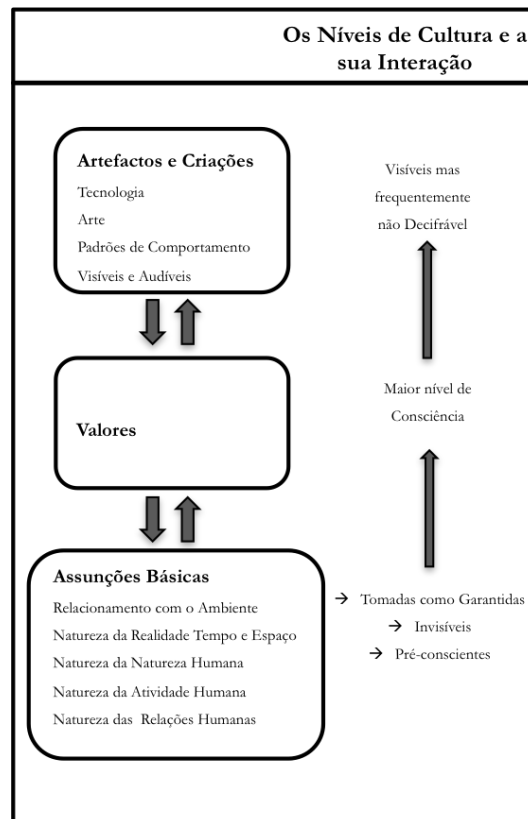 Os Níveis de Cultura e a
sua Interação
Artefactos e Criações
Tecnologia
Arte
Padrões de Comportamento
Visíveis e Audíveis
Visíveis mas
frequentemente
não Decifrável
Valores
Maior nível de
Consciência
Assunções Básicas
Relacionamento com o Ambiente
Natureza da Realidade Tempo e Espaço
Natureza da Natureza Humana
Natureza da Atividade Humana
Natureza das Relações Humanas
→ Tomadas como Garantidas
→ Invisíveis
→ Pré-conscientes